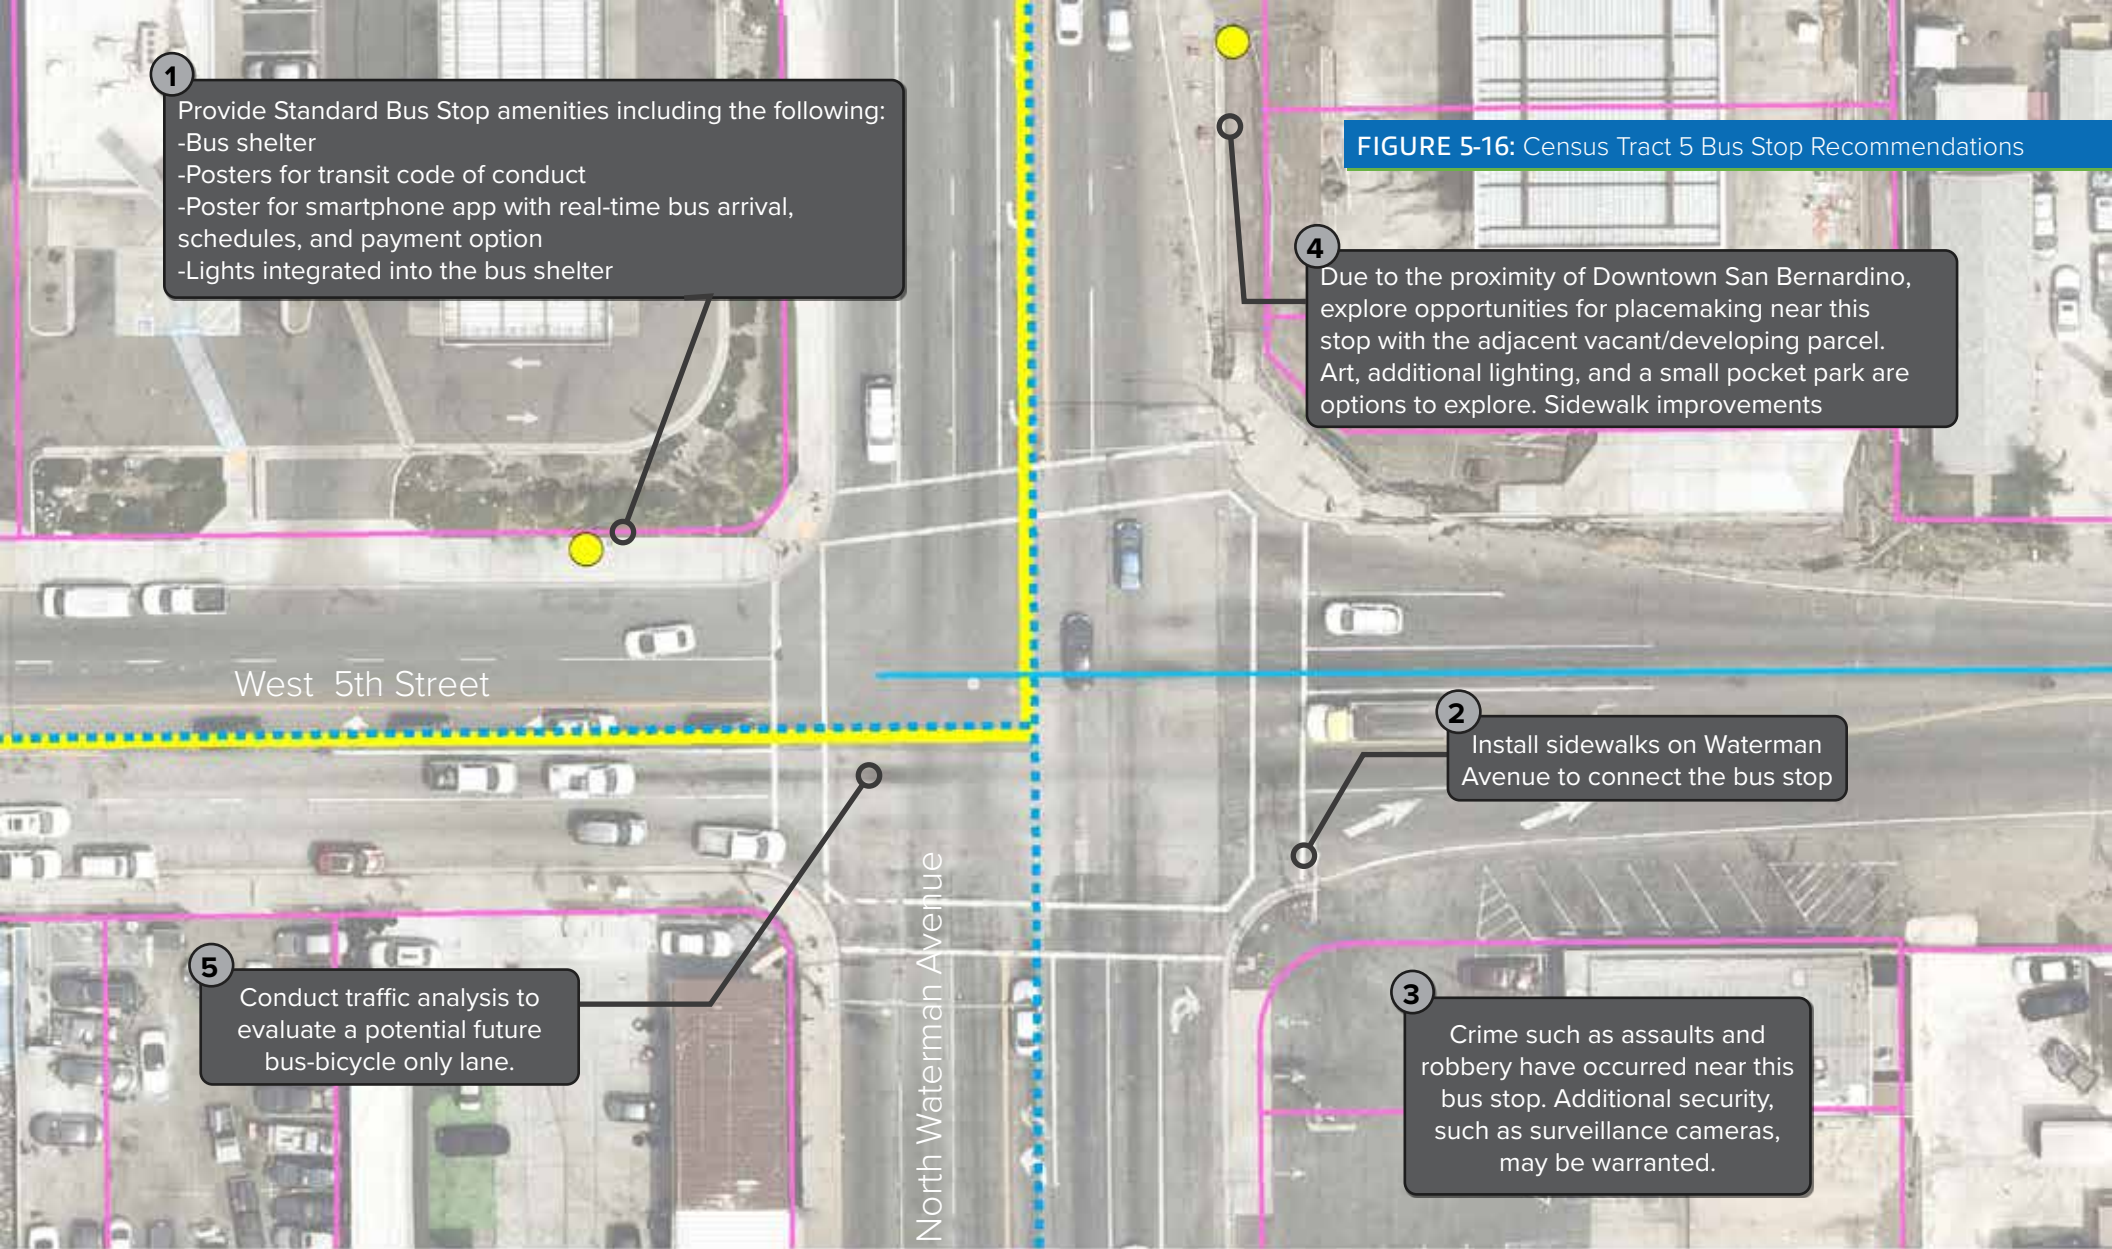 1
Provide Standard Bus Stop amenities including the following:
-Bus shelter
-Posters for transit code of conduct
-Poster for smartphone app with real-time bus arrival,
schedules, and payment option
-Lights integrated into the bus shelter
FIGURE 5-16: Census Tract 5 Bus Stop Recommendations
4
Due to the proximity of Downtown San Bernardino,
explore opportunities for placemaking near this
stop with the adjacent vacant/developing parcel.
Art, additional lighting, and a small pocket park are
options to explore. Sidewalk improvements
West 5th Street
2
Install sidewalks on Waterman
Avenue to connect the bus stop
North Waterman Avenue
5
Conduct traffic analysis to
evaluate a potential future
bus-bicycle only lane.
3
Crime such as assaults and
robbery have occurred near this
bus stop. Additional security,
such as surveillance cameras,
may be warranted.